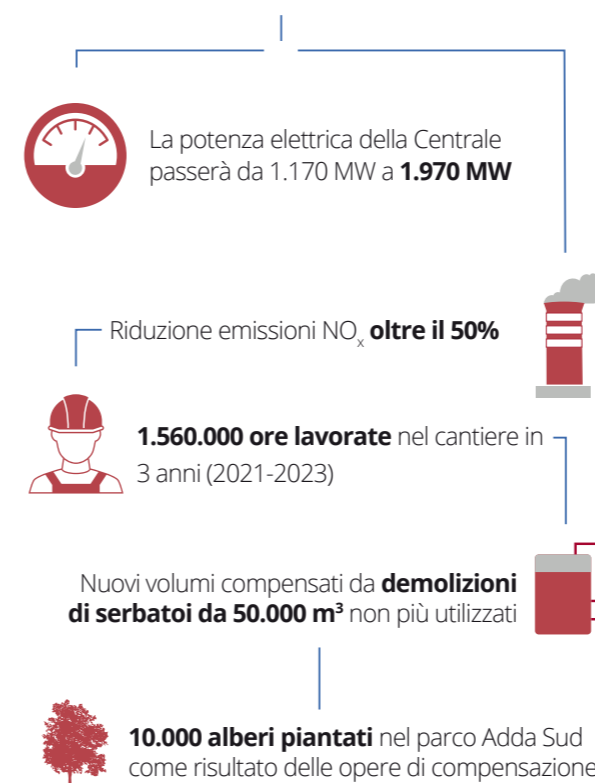 La potenza elettrica della Centrale
passerà da 1.170 MW a 1.970 MW
Riduzione emissioni NOx oltre il 50%
1.560.000 ore lavorate nel cantiere in
3 anni (2021-2023)
Nuovi volumi compensati da demolizioni
di serbatoi da 50.000 m³ non più utilizzati
10.000 alberi piantati nel parco Adda Sud
come risultato delle opere di compensazione